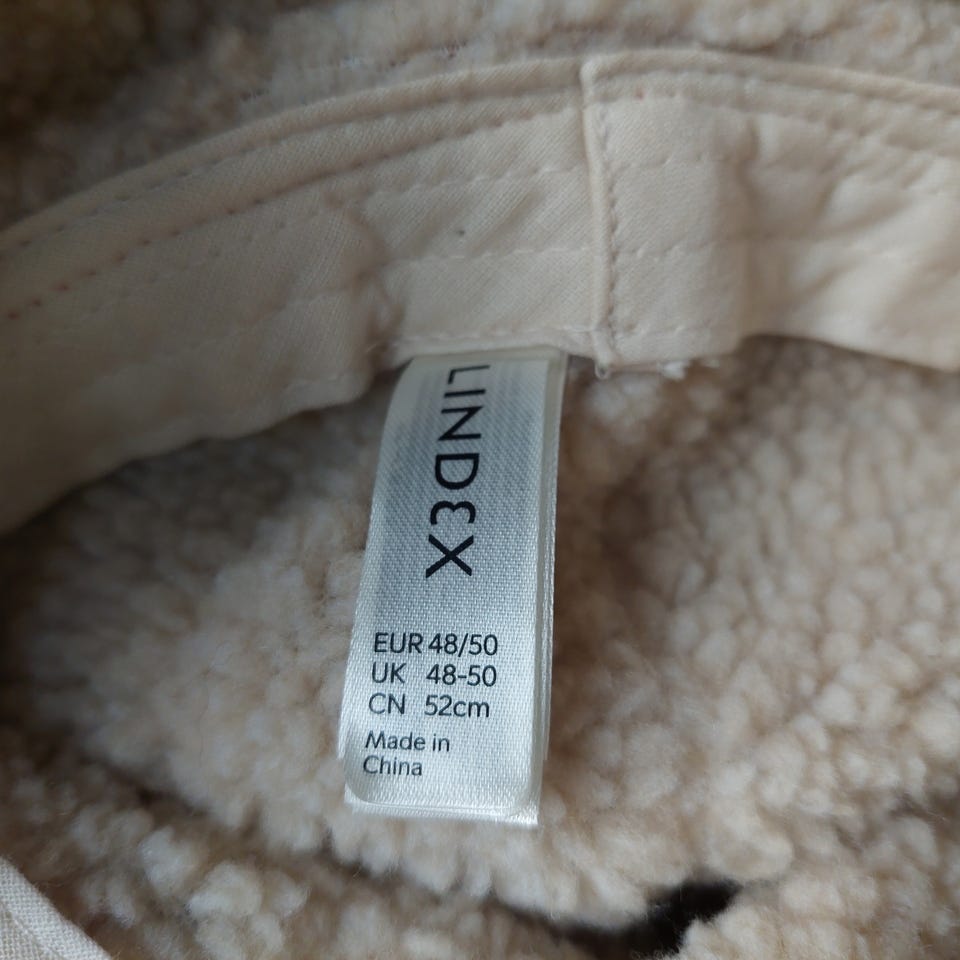 LINDEX
EUR 48/50
UK 48-50
CN 52cm
Made in
China